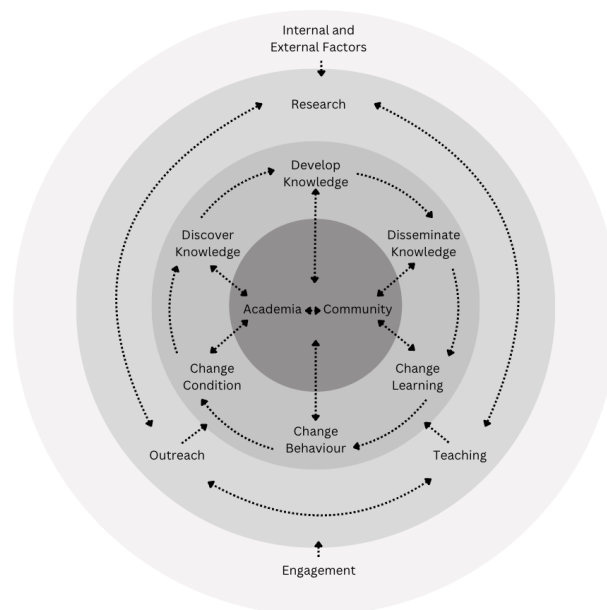 Internal and
External Factors
Research
Develop
Knowledge
Discover
Knowledge
Disseminate
Knowledge
Academia
Community
Change
Condition
Change
Learning
Change
Behaviour
Outreach
Teaching
Engagement